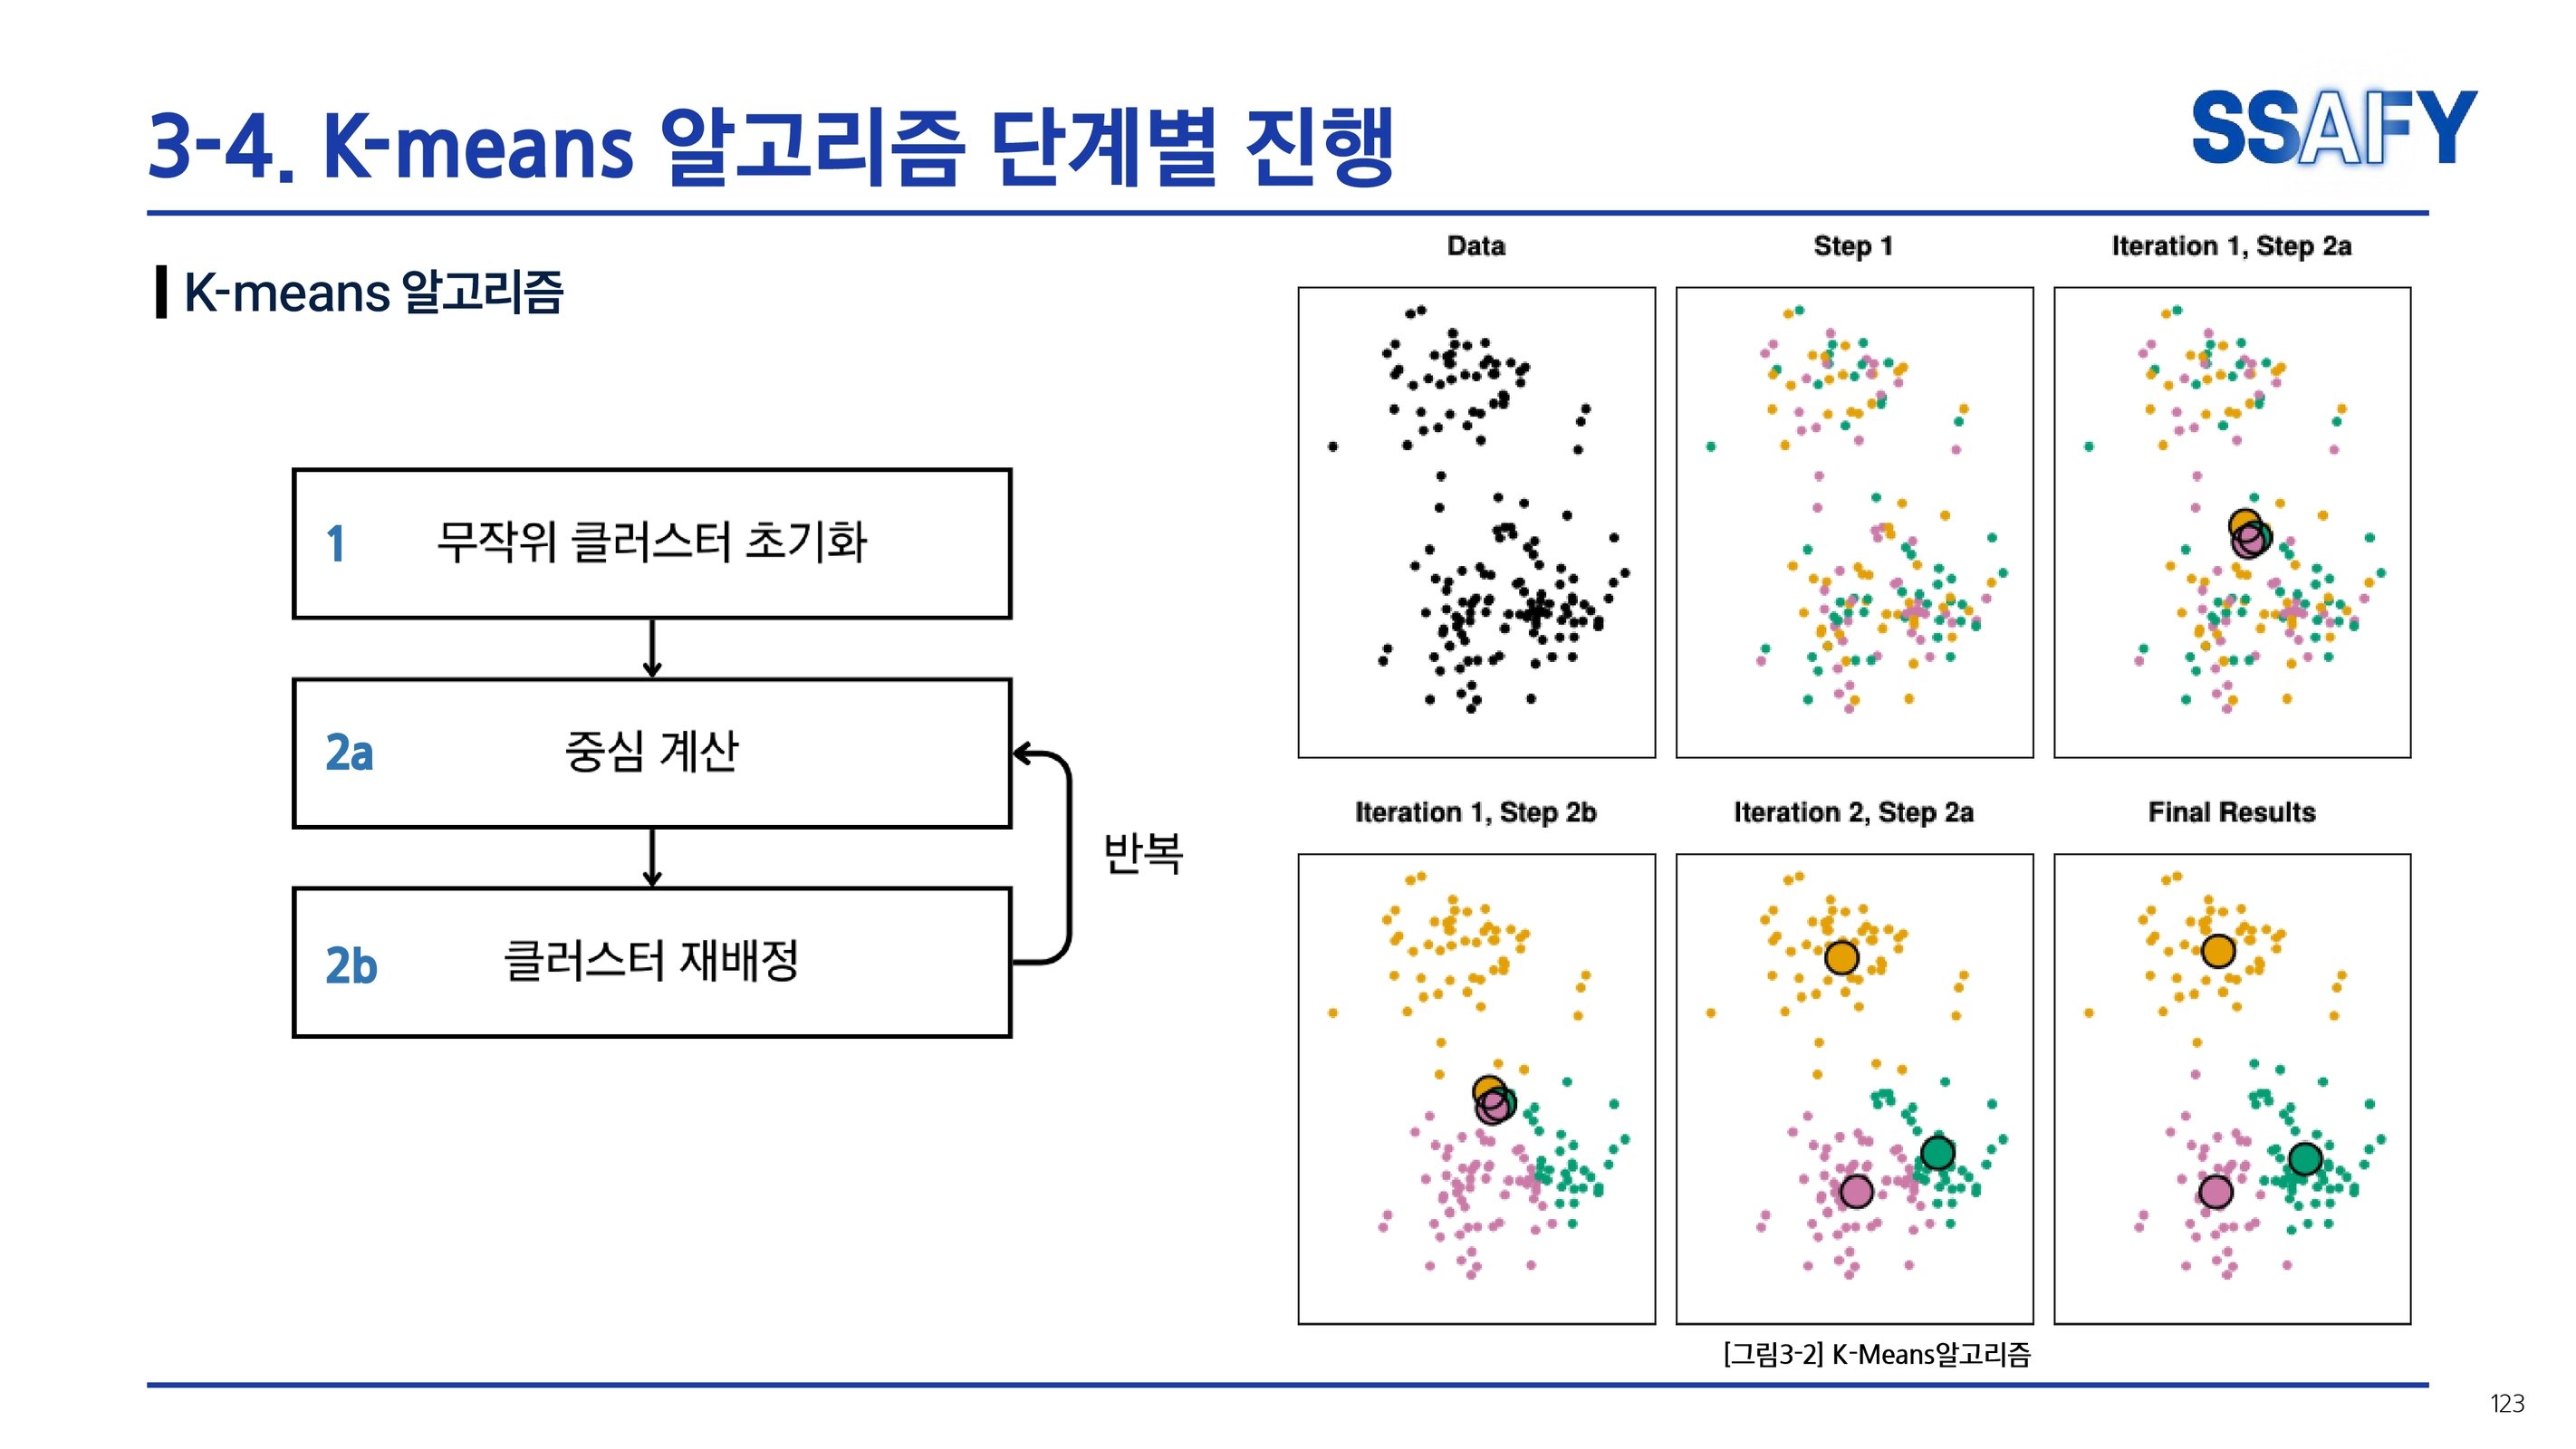 3-4. K-means 알고리즘 단계별 진행
SSAFY
K-means 알고리즘
1 무작위 클러스터 초기화
2a 중심 계산
반복
2b 클러스터 재배정
Data
Step 1
Iteration 1, Step 2a
Iteration 1, Step 2b
Iteration 2, Step 2a
Final Results
[그림3-2] K-Means알고리즘
123